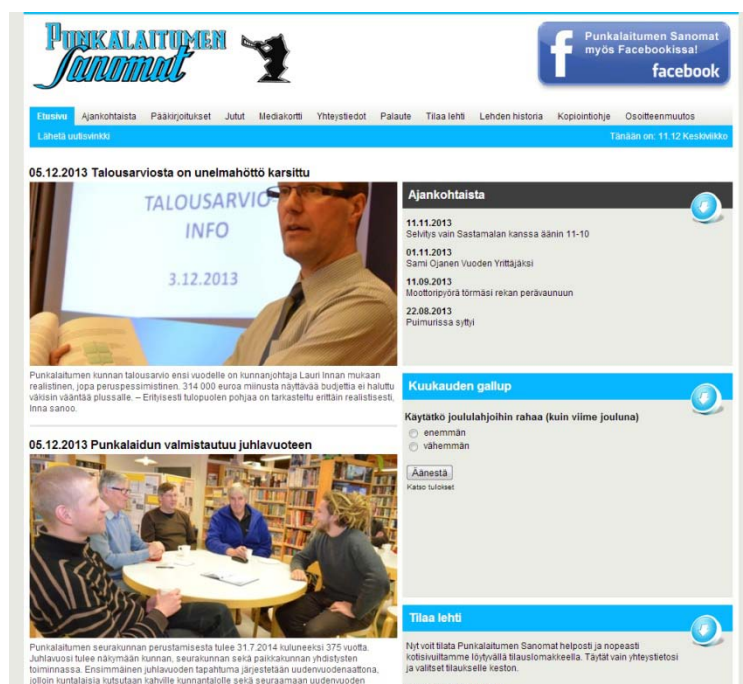 PUNKALAITUMEN
Sanomat
Punkalaitumen Sanomat
myös Facebookissa!
facebook
Etusivu Ajankohtaista Pääkirjoitukset Jutut Mediakortti Yhteystiedot Palaute Tilaa lehti Lehden historia Kopiointiohje Osoitteenmuutos
Lähetä uutisvinkki Tänään on: 11.12 Keskiviikko
05.12.2013 Talousarviosta on unelmahöttö karsittu
TALOUSARVIO
INFO
3.12.2013
Punkalaitumen kunnan talousarvio ensi vuodelle on kunnanjohtaja Lauri Innan mukaan
realistinen, jopa peruspessimistinen. 314 000 euroa miinusta näyttävää budjettia ei haluttu
väkisin vääntää plussalle. – Erityisesti tulopuolen pohjaa on tarkasteltu erittäin realistisesti,
Inna sanoo.
05.12.2013 Punkalaidun valmistautuu juhlavuoteen
Punkalaitumen seurakunnan perustamisesta tulee 31.7.2014 kuluneeksi 375 vuotta.
Juhlavuosi tulee näkymään kunnan, seurakunnan sekä paikkakunnan yhdistysten
toiminnassa. Ensimmäinen juhlavuoden tapahtuma järjestetään uudenvuodenaattona,
jolloin kuntalaisia kutsutaan kahville kunnantalolle sekä seuraamaan uudenvuoden
Ajankohtaista
11.11.2013
Selvitys vain Sastamalan kanssa äänin 11-10
01.11.2013
Sami Ojanen Vuoden Yrittäjäksi
11.09.2013
Moottoripyörä törmäsi rekan perävaunuun
22.08.2013
Puimurissa syttyi
Kuukauden gallup
Käytätkö joululahjoihin rahaa (kuin viime jouluna)
enemmän
vähemmän
Äänestä
Katso tulokset
Tilaa lehti
Nyt voit tilata Punkalaitumen Sanomat helposti ja nopeasti
kotisivuiltamme löytyvällä tilauslomakkeella. Täytät vain yhteystietosi
ja valitset tilaukselle keston.